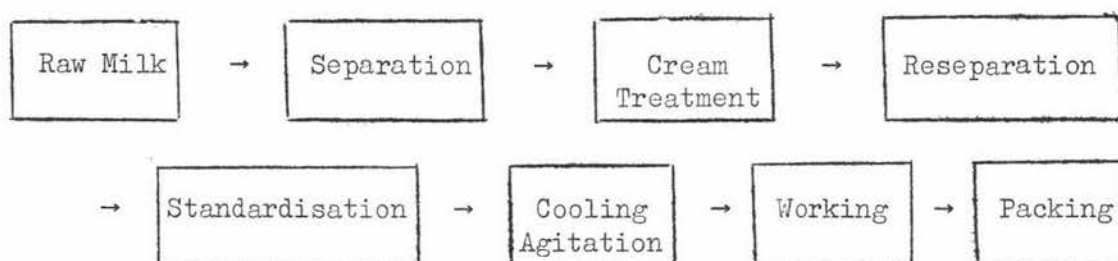 Raw Milk → Separation → Cream Treatment → Reseparation
→ Standardisation → Cooling Agitation → Working → Packing